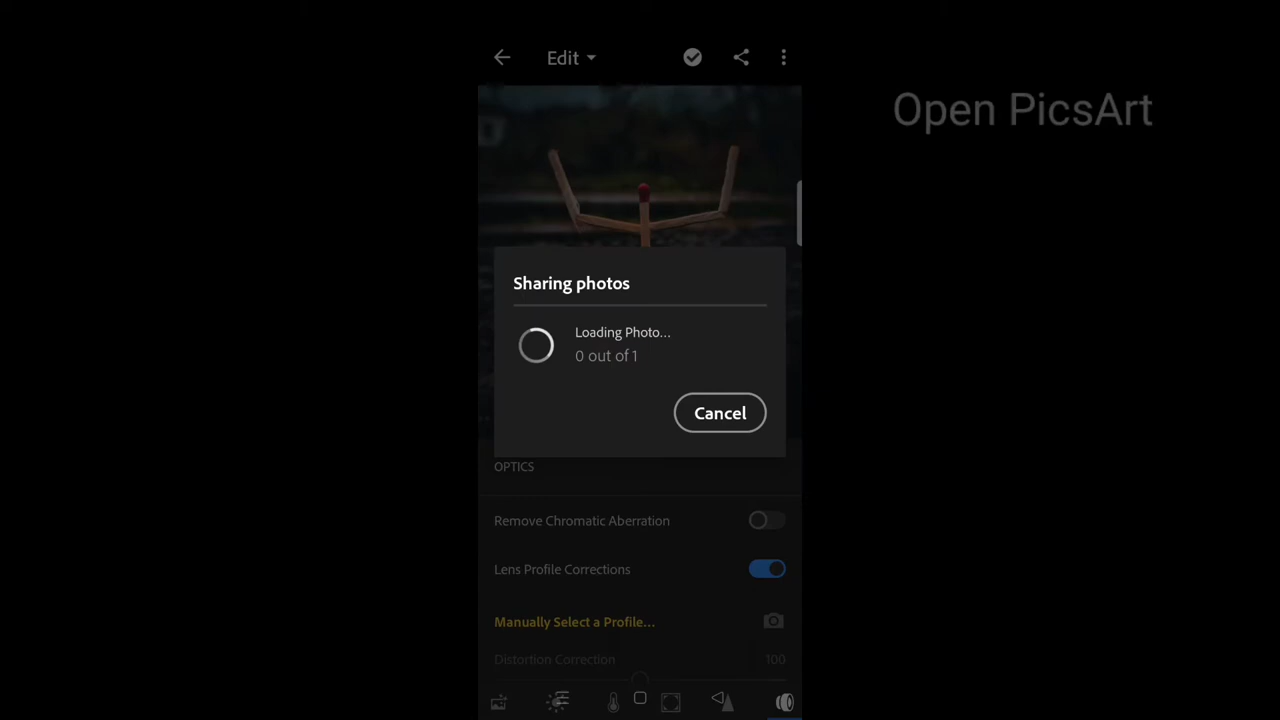 Edit
Open PicsArt
Sharing photos
Loading Photo...
0 out of 1
Cancel
OPTICS
Remove Chromatic Aberration
Lens Profile Corrections
Manually Select a Profile...
Distortion Correction 100